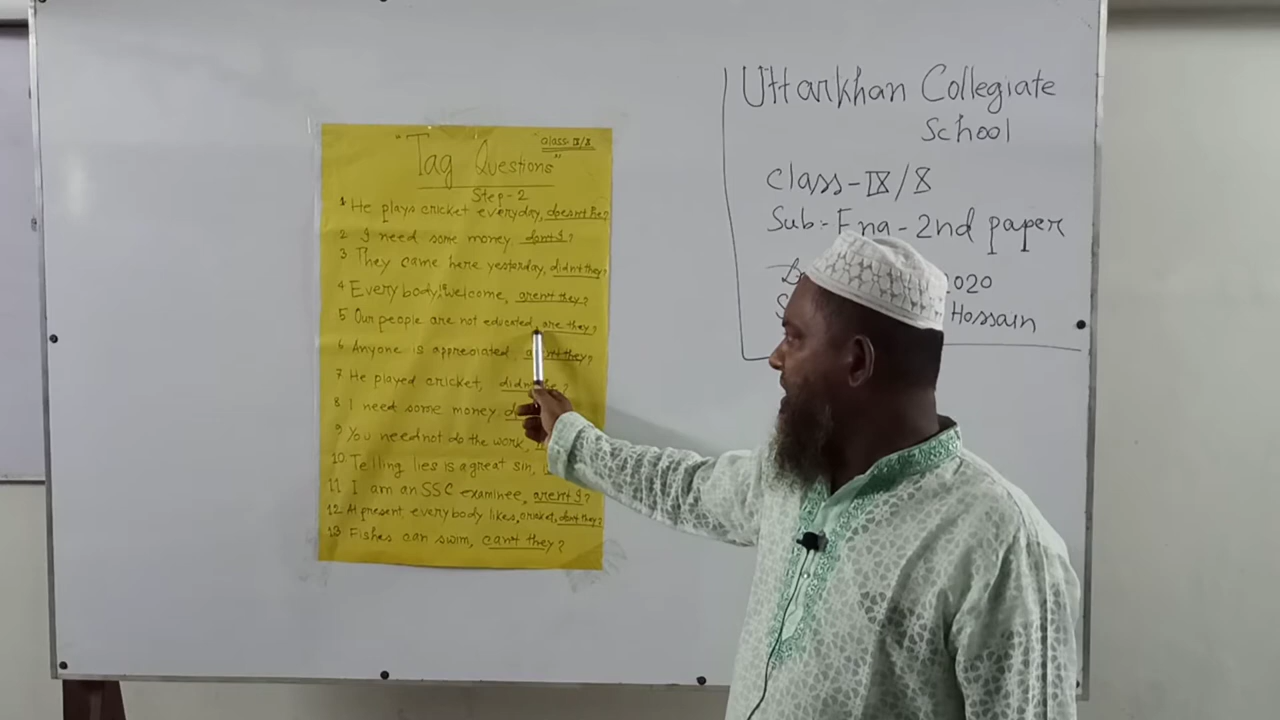 "Tag Questions"
Class: IX/X
Step-2
1 He plays cricket everyday, doesn't he?
2 I need some money, don't I?
3 They came here yesterday, didn't they?
4 Everybody welcome, aren't they?
5 Our people are not educated, are they?
6 Anyone is appreciated, they?
7. He played cricket, he?
8 I need some money.
9 You neednot do the work,
10. Telling lies is a great sin,
11 I am an SSC examinee, aren't I?
12 At present everybody likes cricket, don't they?
13 Fishes can swim, can't they?
Uttarkhan Collegiate
School
Class-IX/X
Sub:- Eng-2nd paper
2020
Hossain